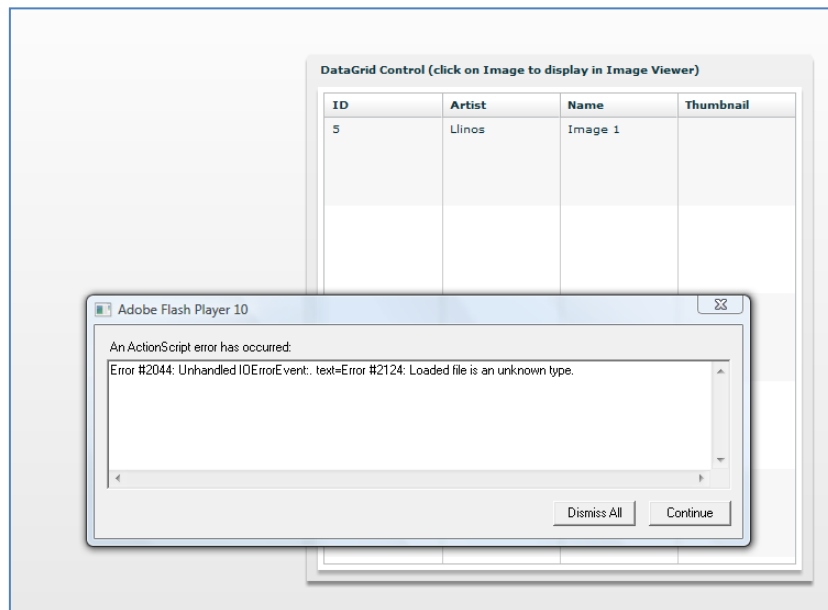 DataGrid Control (click on Image to display in Image Viewer)
ID Artist Name Thumbnail
5 Llinos Image 1
Adobe Flash Player 10
An ActionScript error has occurred:
Error #2044: Unhandled IOErrorEvent:. text=Error #2124: Loaded file is an unknown type.
Dismiss All Continue